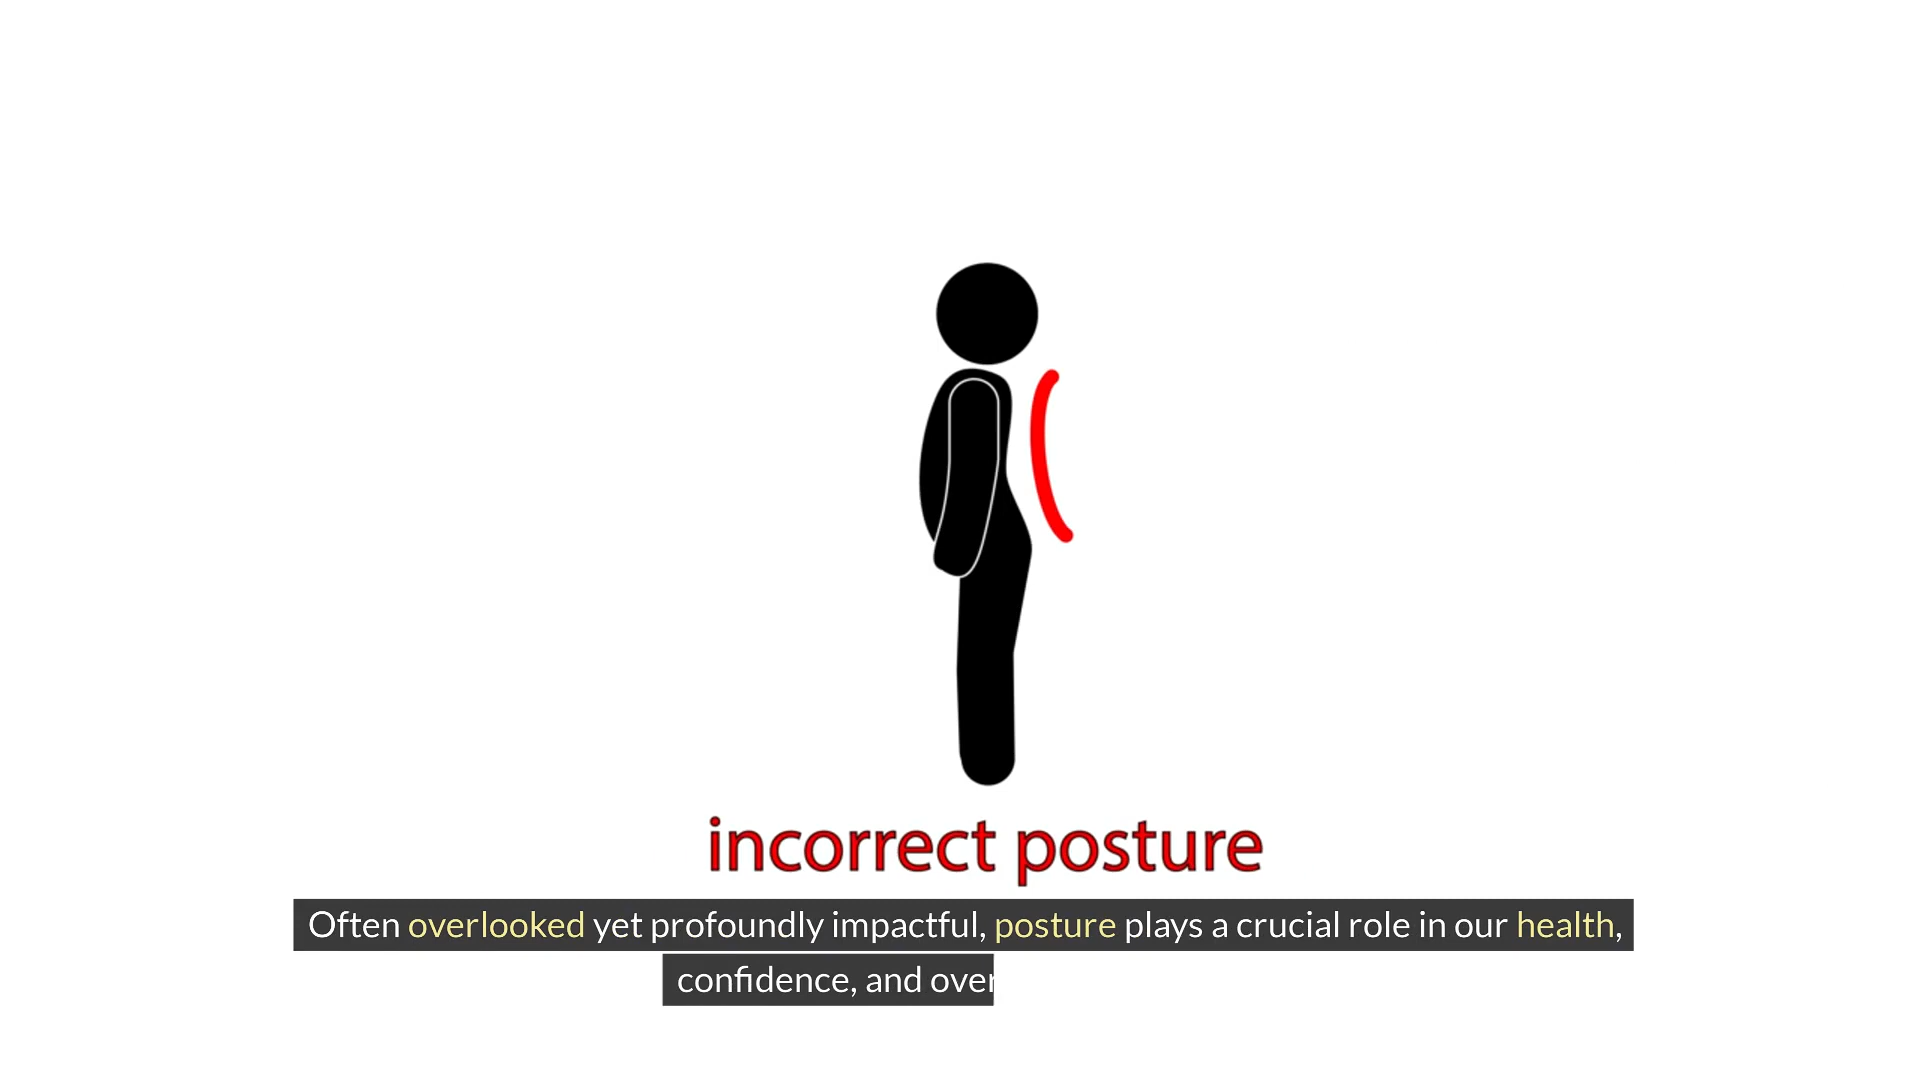 incorrect posture
Often overlooked yet profoundly impactful, posture plays a crucial role in our health,
confidence, and over